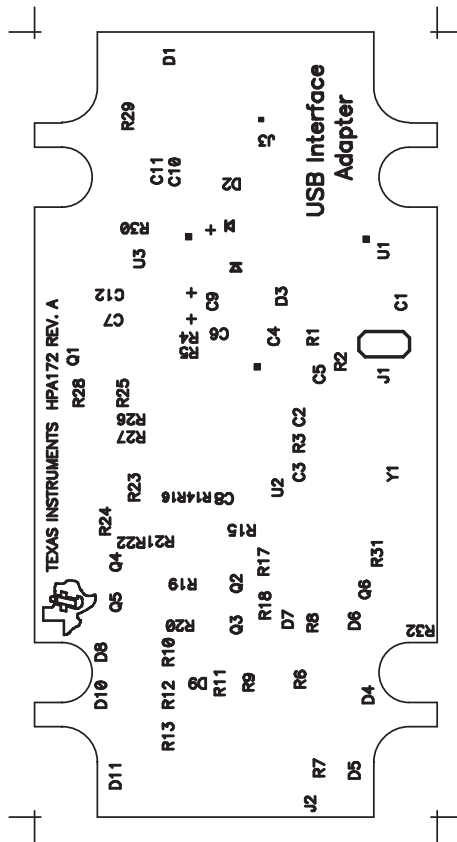 D1
R29
J3
USB Interface
Adapter
C11
C10
D2
R30
U3
U1
C12
C9
D3
C1
C7
R4
R5
C6
C4
R1
R2
Q1
R28
R25
C5
J1
TEXAS INSTRUMENTS HPA172 REV. A
R26
R27
C2
R3
C3
U2
Y1
R23
C8R14R16
R24
R21R22
R15
Q4
R17
R31
Q5
R19
Q2
R18
Q6
R20
Q3
D7
R8
D6
R32
D8
R10
D9
R11
R9
R6
D10
R12
D4
R13
D11
R7
D5
J2